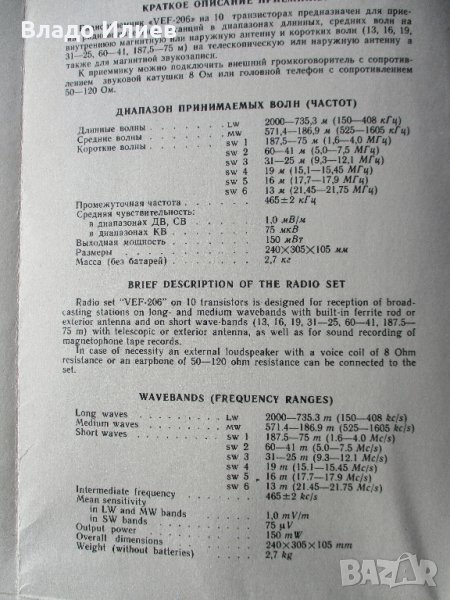 Владо Илиев
КРАТКОЕ ОПИСАНИЕ
«VEF-206» на 10 транзисторах предназначен для
станций в диапазонах длинных, средних волн на
внутреннюю магнитную или наружную антенну и коротких волн (13, 16, 19,
31—25, 60—41, 187,5—75 м) на телескопическую или наружную антенну а
также для магнитной звукозаписи.
К приемнику можно подключить внешний громкоговоритель с сопротив-
лением звуковой катушки 8 Ом или головной телефон с сопротивлением
50—120 Ом.
ДИАПАЗОН ПРИНИМАЕМЫХ ВОЛН (ЧАСТОТ)
Длинные волны LW 2000—735,3 м (150—408 кГц)
Средние волны MW 571,4—186,9 м (525—1605 кГц)
Короткие волны SW 1 187,5—75 м (1,6—4,0 МГц)
SW 2 60—41 м (5,0—7,5 МГц)
SW 3 31—25 м (9,3—12,1 МГц)
SW 4 19 м (15,1—15,45 МГц)
SW 5 16 м (17,7—17,9 МГц)
SW 6 13 м (21,45—21,75 МГц)
Промежуточная частота 465±2 кГц
Средняя чувствительность:
в диапазонах ДВ, СВ 1,0 мВ/м
в диапазонах КВ 75 мкВ
Выходная мощность 150 мВт
Размеры 240×305×105 мм
Масса (без батарей) 2,7 кг
BRIEF DESCRIPTION OF THE RADIO SET
Radio set "VEF-206" on 10 transistors is designed for reception of broad-
casting stations on long- and medium wavebands with built-in ferrite rod or
exterior antenna and on short wave-bands (13, 16, 19, 31—25, 60—41, 187.5—
75 m) with telescopic or exterior antenna, as well as for sound recording of
magnetophone tape records.
In case of necessity an external loudspeaker with a voice coil of 8 Ohm
resistance or an earpbone of 50—120 ohm resistance can be connected to the
set.
WAVEBANDS (FREQUENCY RANGES)
Long waves LW 2000—735.3 m (150—408 kc/s)
Medium waves MW 571.4—186.9 m (525—1605 kc/s)
Short waves SW 1 187.5—75 m (1.6—4.0 Mc/s)
SW 2 60—41 m (5.0—7.5 Mc/s)
SW 3 31—25 m (9.3—12.1 Mc/s)
SW 4 19 m (15.1—15.45 Mc/s)
SW 5 16 m (17.7—17.9 Mc/s)
SW 6 13 m (21.45—21.75 Mc/s)
Intermediate frequency 465±2 kc/s
Mean sensitivity
in LW and MW bands 1,0 mV/m
in SW bands 75 μV
Output power 150 mW
Overall dimensions 240×305×105 mm
Weight (without batteries) 2,7 kg
BAZAR.bg